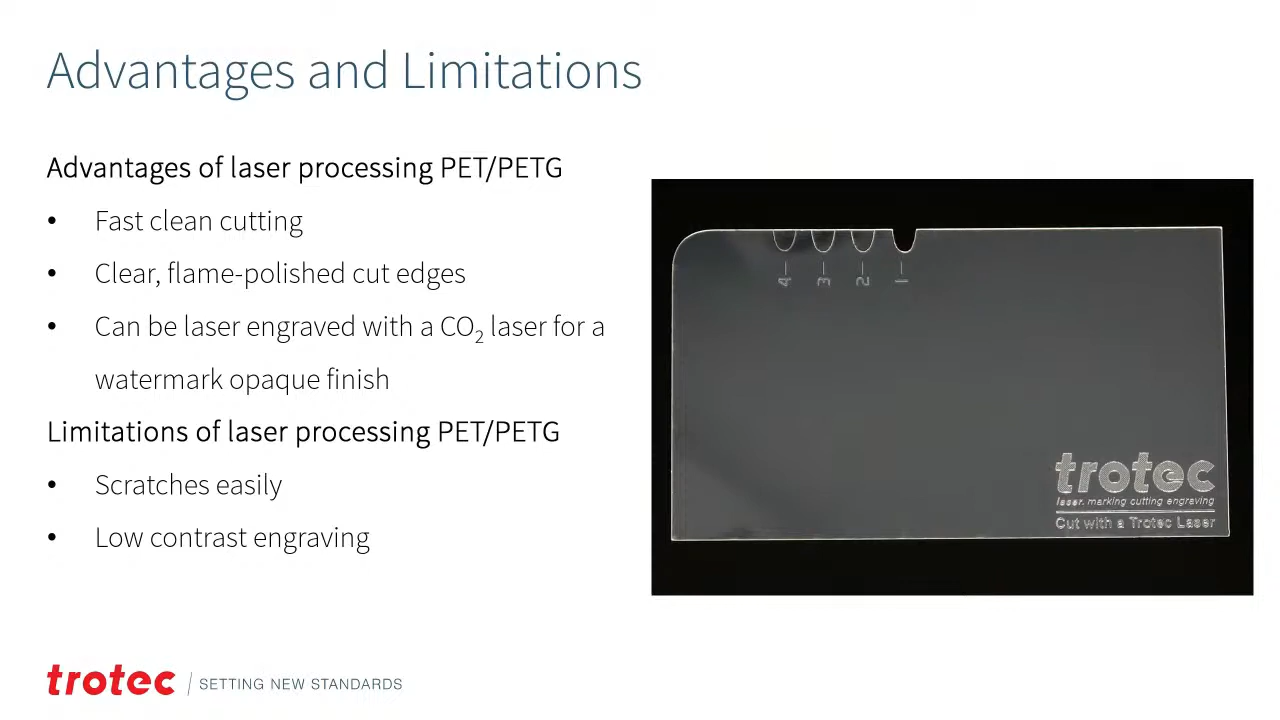 Advantages and Limitations
Advantages of laser processing PET/PETG
• Fast clean cutting
• Clear, flame-polished cut edges
• Can be laser engraved with a CO₂ laser for a
watermark opaque finish
Limitations of laser processing PET/PETG
• Scratches easily
• Low contrast engraving
4 3 2 1
trotec
laser. marking cutting engraving
Cut with a Trotec Laser
trotec SETTING NEW STANDARDS